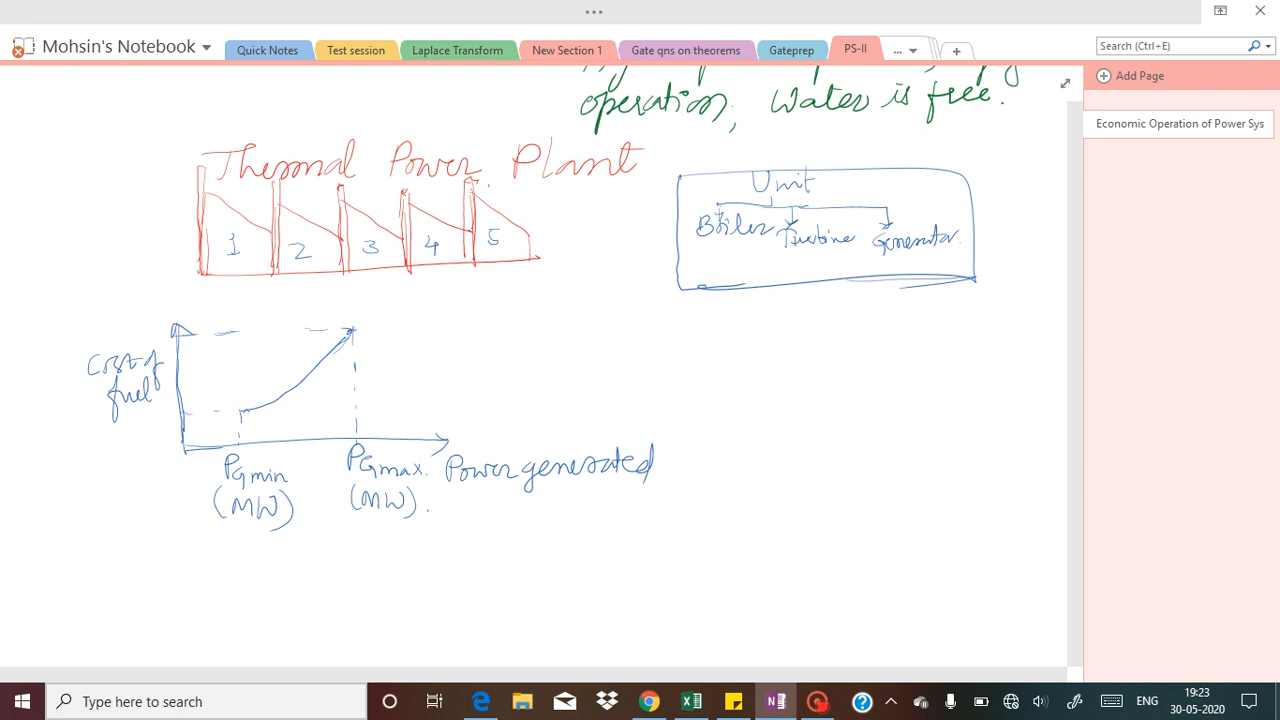 Mohsin's Notebook
Quick Notes
Test session
Laplace Transform
New Section 1
Gate qns on theorems
Gateprep
PS-II
...
+
Search (Ctrl+E)
Add Page
Economic Operation of Power Sys
operation, Water is free.
Thermal Power Plant
1 2 3 4 5
Unit
Boiler Turbine Generator
Cost of
fuel
PGmin
(MW)
PGmax.
(MW).
Power generated
Type here to search
ENG
19:23
30-05-2020